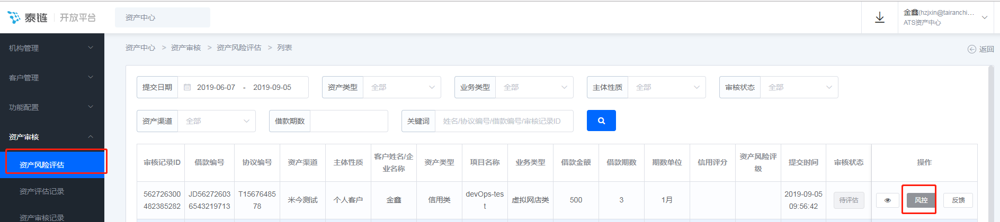 泰链 开放平台
资产中心
金鑫(hzjxin@tairanchi...
ATS资产中心
机构管理
客户管理
功能配置
资产审核
资产风险评估
资产评估记录
资产审核记录
资产中心 > 资产审核 > 资产风险评估 > 列表
返回
提交日期 2019-06-07 - 2019-09-05 资产类型 全部 业务类型 全部 主体性质 全部 审核状态 全部
资产渠道 全部 借款期数 关键词 姓名/协议编号/借款编号/审核记录ID
审核记录ID 借款编号 协议编号 资产渠道 主体性质 客户姓名/企业名称 资产类型 项目名称 业务类型 借款金额 借款期数 期数单位 信用评分 资产风险评级 提交时间 审核状态 操作
562726300482385282 JD562726036543219713 T1567648578 米今测试 个人客户 金鑫 信用类 devOps-test 虚拟网店类 500 3 1月 2019-09-05 09:56:42 待评估 风控 反馈